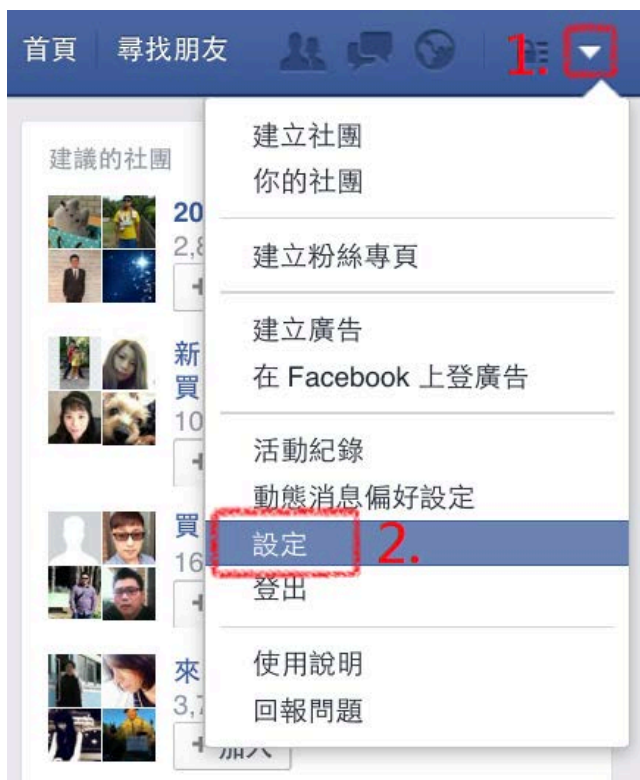 首頁 尋找朋友 1.
建議的社團
20
2,8
新
買
10
買
16
來
3,7
加入
建立社團
你的社團
建立粉絲專頁
建立廣告
在 Facebook 上登廣告
活動紀錄
動態消息偏好設定
設定 2.
登出
使用說明
回報問題